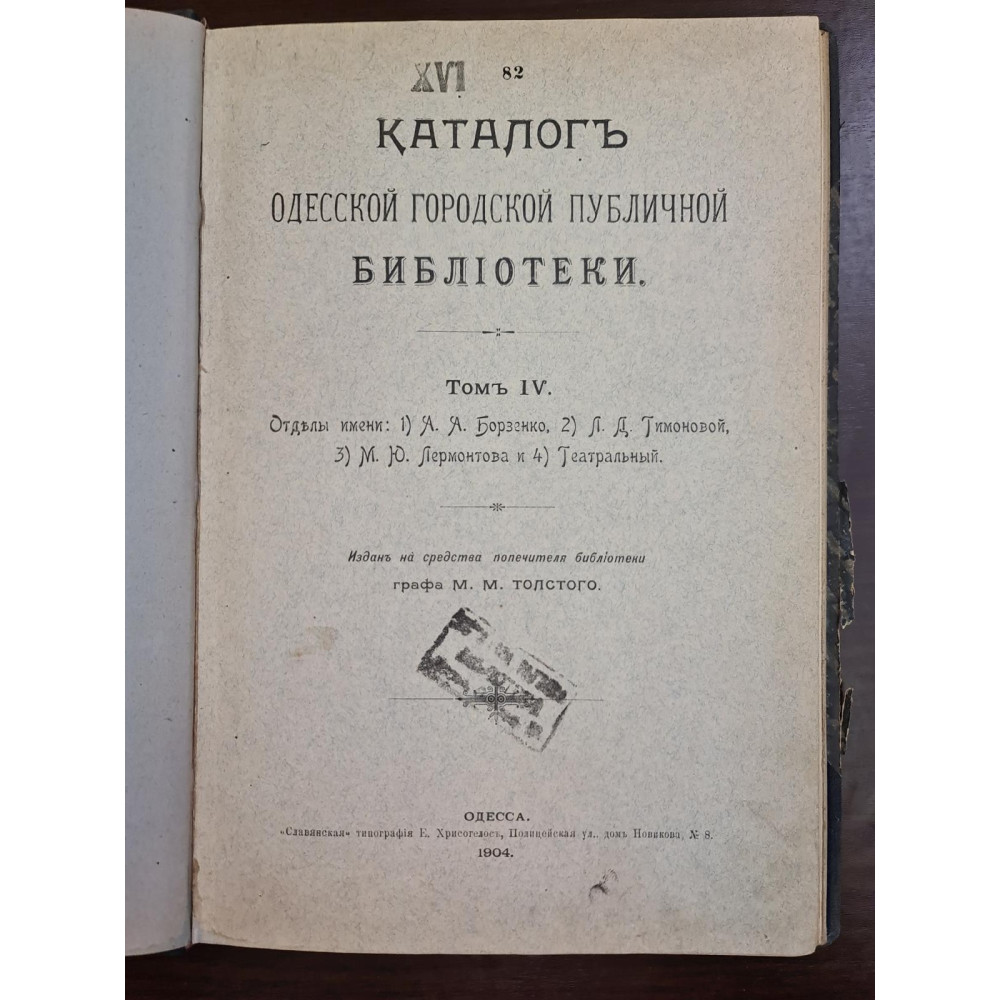 XVI 82
КАТАЛОГЪ
ОДЕССКОЙ ГОРОДСКОЙ ПУБЛИЧНОЙ
БИБЛІОТЕКИ.
Томъ IV.
Отдѣлы имени: 1) А. А. Борзенко, 2) Л. Д. Тимоновой,
3) М. Ю. Лермонтова и 4) Театральный.
Изданъ на средства попечителя библіотеки
графа М. М. ТОЛСТОГО.
ОДЕССА.
„Славянская“ типографія Е. Хрисогелосъ, Полицейская ул., домъ Новикова, № 8.
1904.